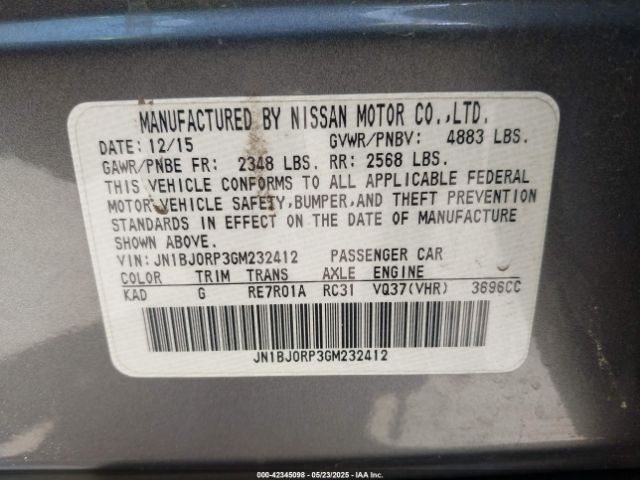 MANUFACTURED BY NISSAN MOTOR CO.,LTD.
DATE: 12/15 GVWR/PNBV: 4883 LBS.
GAWR/PNBE FR: 2348 LBS. RR: 2568 LBS.
THIS VEHICLE CONFORMS TO ALL APPLICABLE FEDERAL
MOTOR VEHICLE SAFETY,BUMPER,AND THEFT PREVENTION
STANDARDS IN EFFECT ON THE DATE OF MANUFACTURE
SHOWN ABOVE.
VIN: JN1BJ0RP3GM232412 PASSENGER CAR
COLOR TRIM TRANS AXLE ENGINE
KAD G RE7R01A RC31 VQ37(VHR) 3696CC
JN1BJ0RP3GM232412
000-42345098 - 05/23/2025 - IAA Inc.